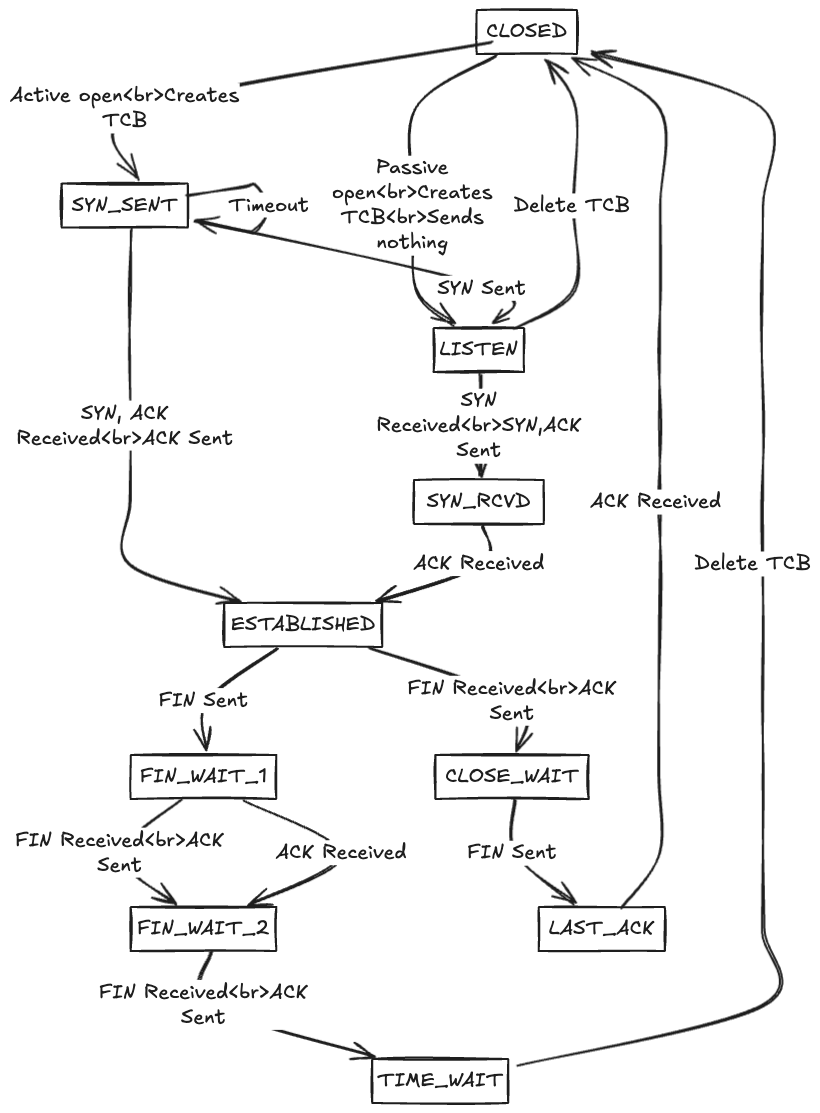 CLOSED
Active open<br>Creates
TCB
Passive
open<br>Creates
TCB<br>Sends
nothing
Delete TCB
SYN_SENT
Timeout
SYN Sent
LISTEN
SYN, ACK
Received<br>ACK Sent
SYN
Received<br>SYN,ACK
Sent
SYN_RCVD
ACK Received
ACK Received
Delete TCB
ESTABLISHED
FIN Sent
FIN Received<br>ACK
Sent
FIN_WAIT_1
CLOSE_WAIT
FIN Received<br>ACK
Sent
ACK Received
FIN Sent
FIN_WAIT_2
LAST_ACK
FIN Received<br>ACK
Sent
TIME_WAIT